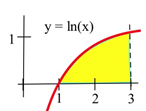 y = ln(x)
1
1 2 3